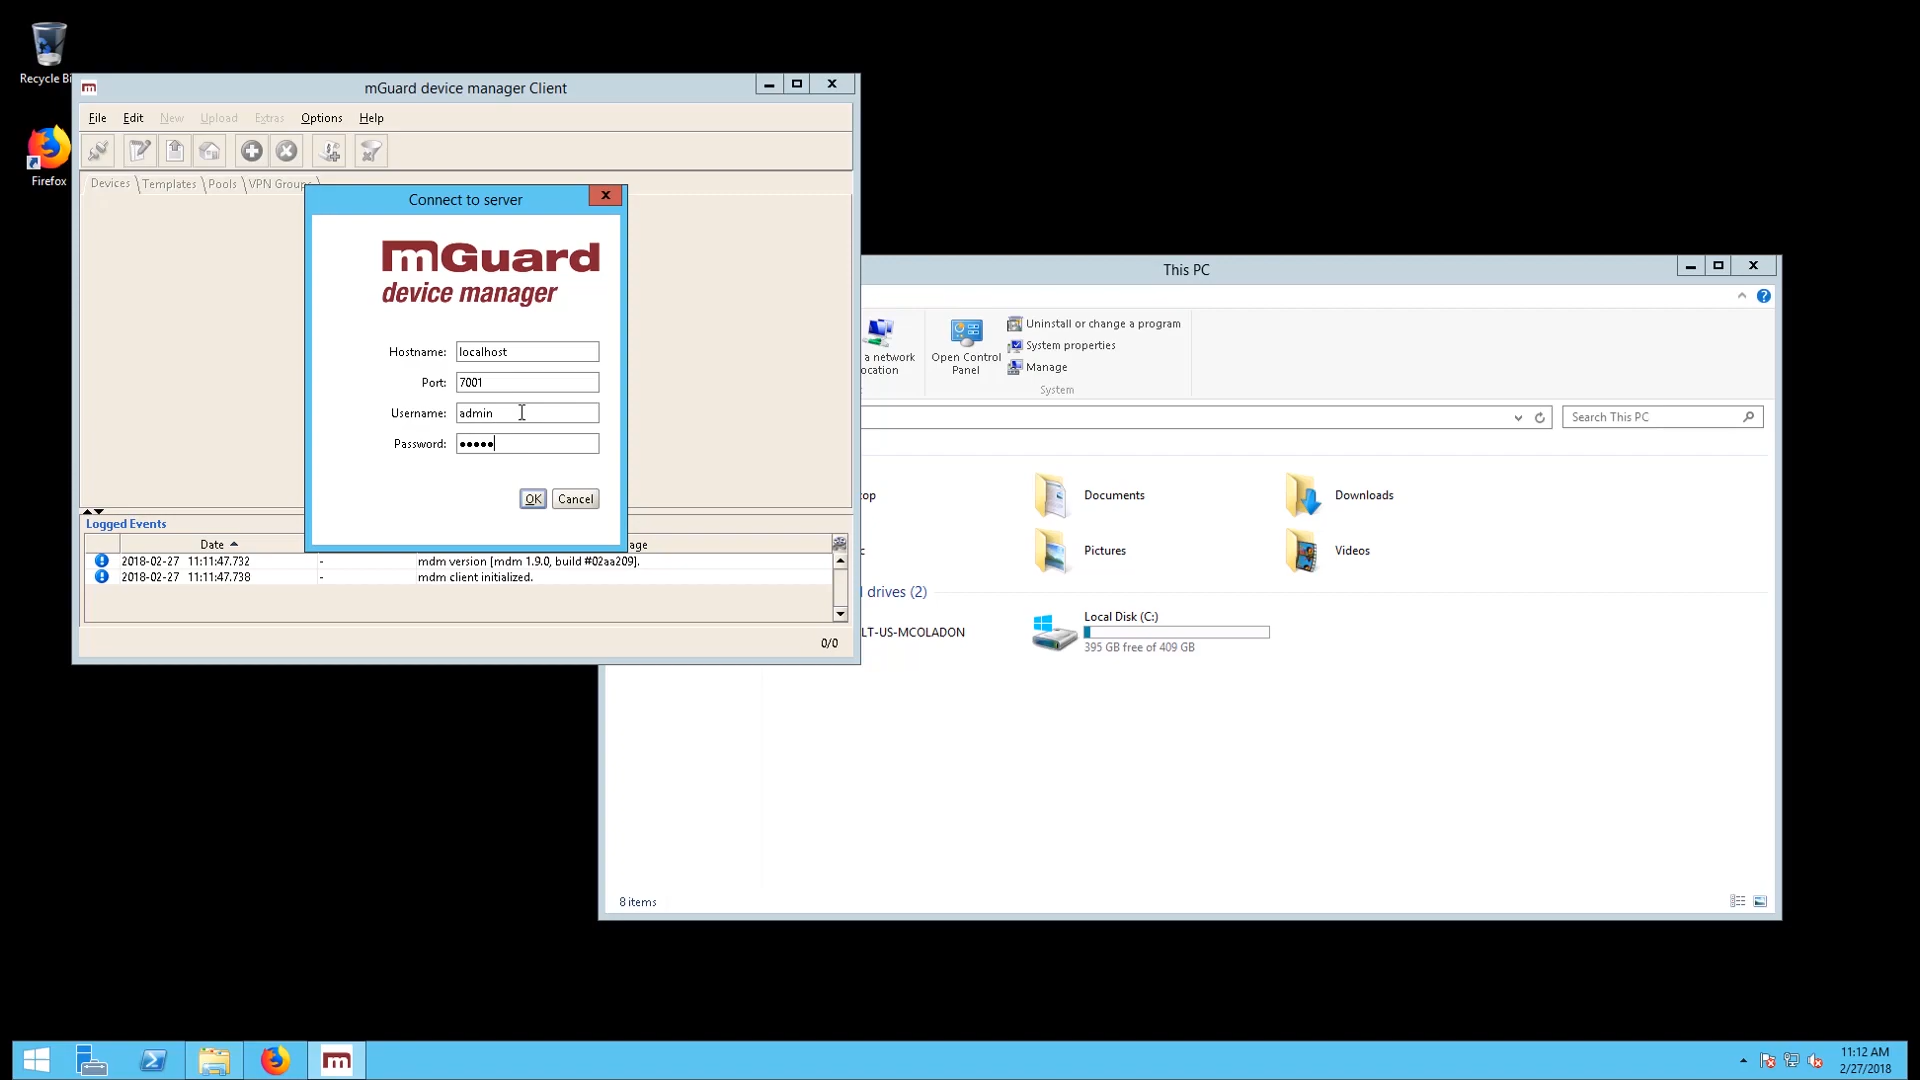 Recycle Bi
Firefox
mGuard device manager Client
File Edit New Upload Extras Options Help
Devices Templates Pools VPN Groups
Connect to server
mGuard
device manager
Hostname: localhost
Port: 7001
Username: admin
Password: •••••
OK Cancel
Logged Events
Date age
2018-02-27 11:11:47.732 - mdm version [mdm 1.9.0, build #02aa209].
2018-02-27 11:11:47.738 - mdm client initialized.
0/0
This PC
a network
ocation
Open Control
Panel
Uninstall or change a program
System properties
Manage
System
Search This PC
op
Documents
Downloads
c
Pictures
Videos
d drives (2)
LT-US-MCOLADON
Local Disk (C:)
395 GB free of 409 GB
8 items
11:12 AM
2/27/2018